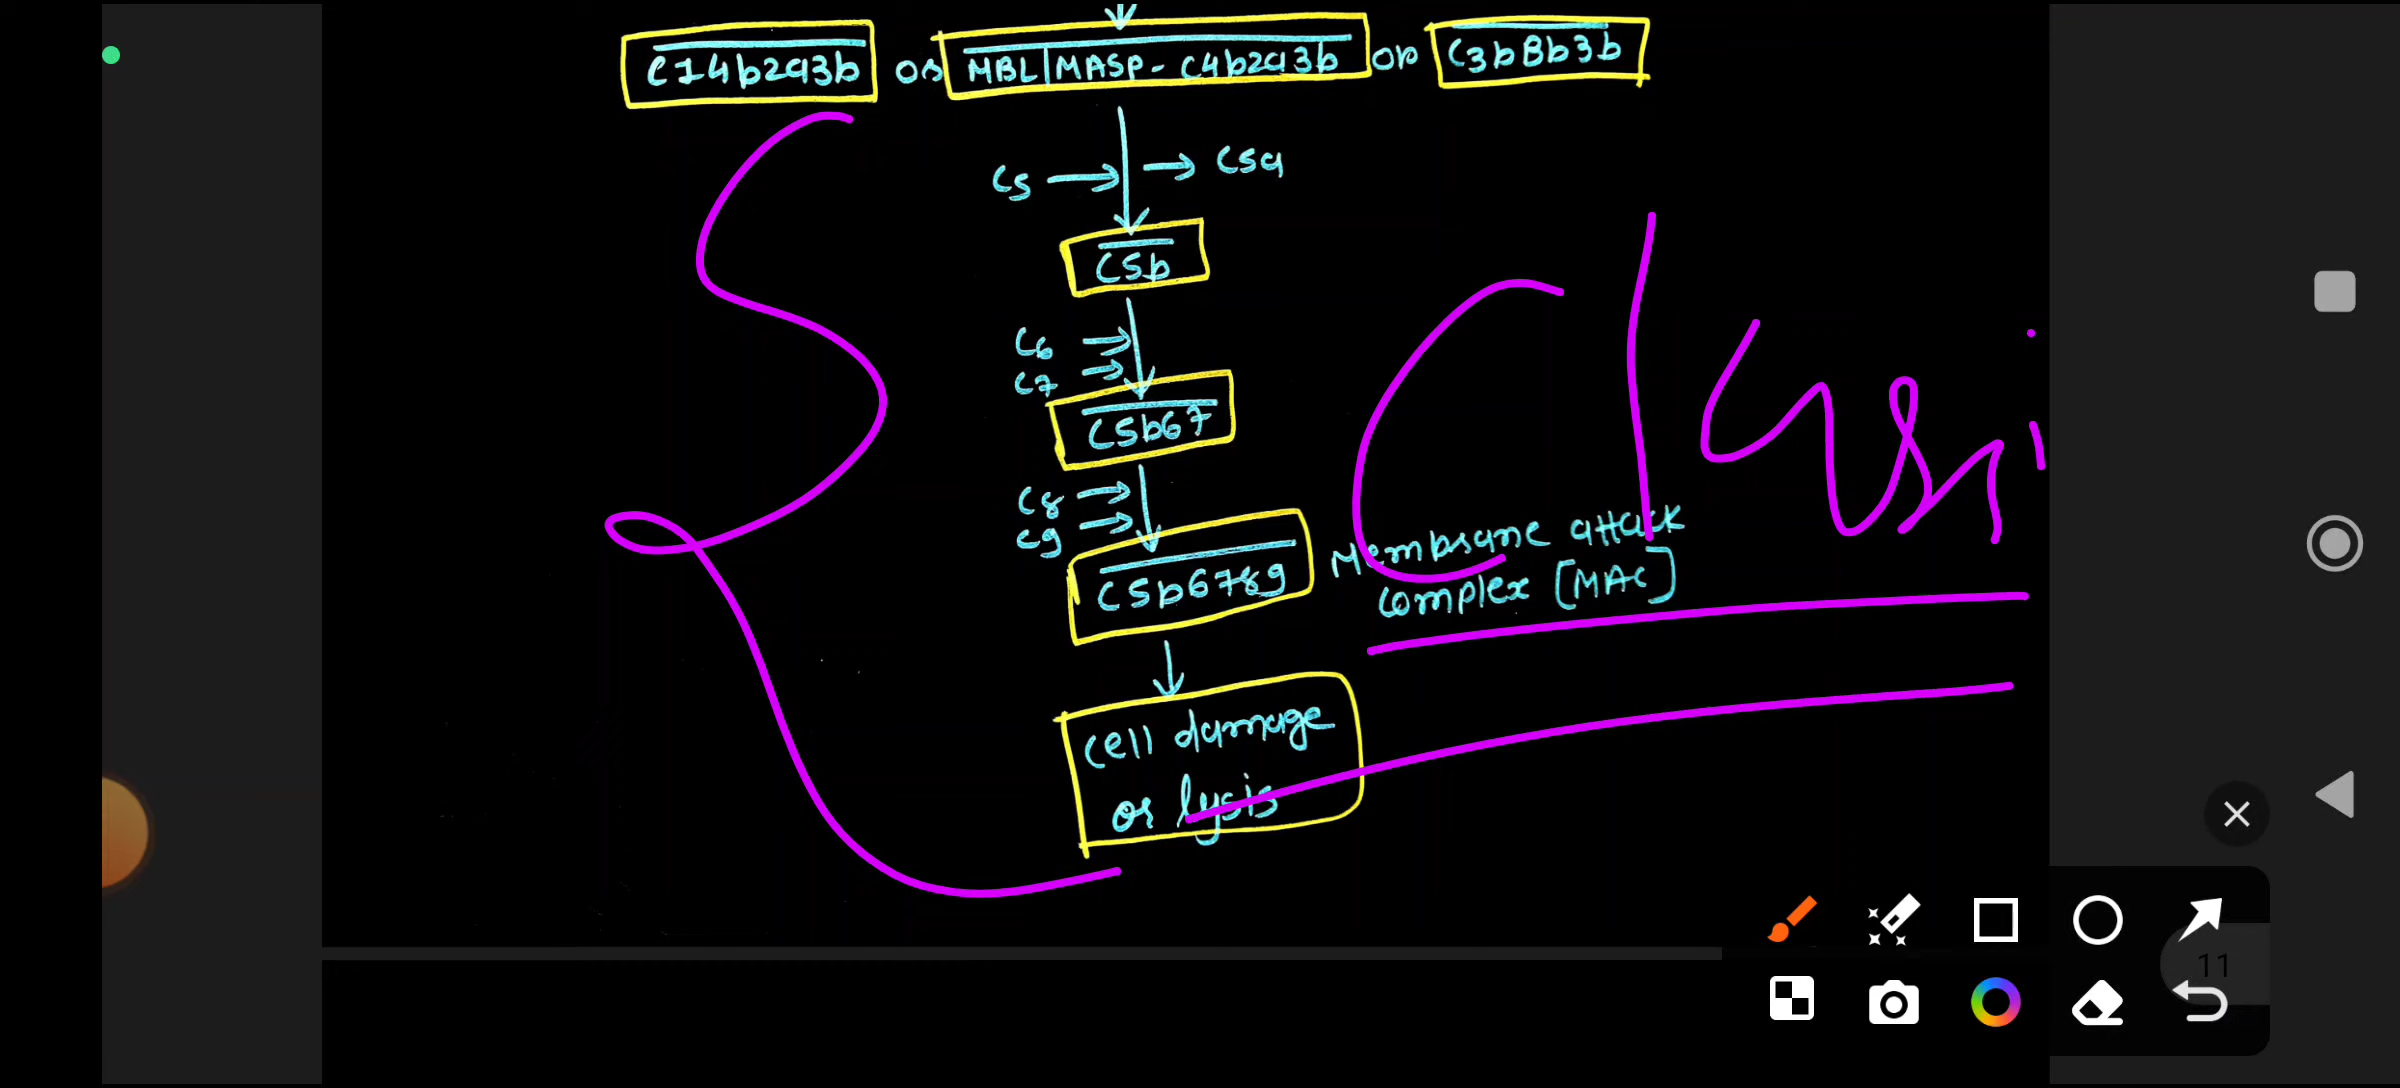 C14b2a3b or MBL|MASP- C4b2a3b or C3bBb3b
C5 → → C5a
C5b
C6
C7
C5b67
C8
C9
C5b6789 Membrane attack
complex [MAC]
cell damage
or lysis
11